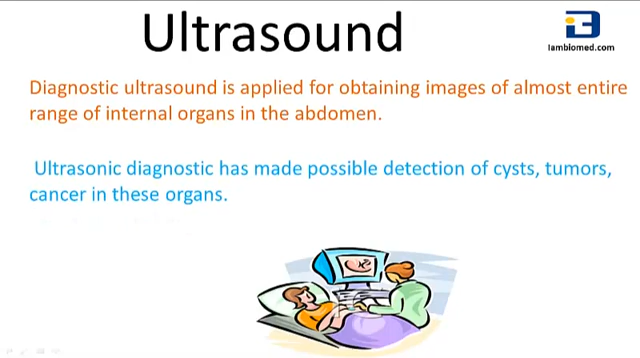 Ultrasound
Iambiomed.com
Diagnostic ultrasound is applied for obtaining images of almost entire
range of internal organs in the abdomen.
Ultrasonic diagnostic has made possible detection of cysts, tumors,
cancer in these organs.